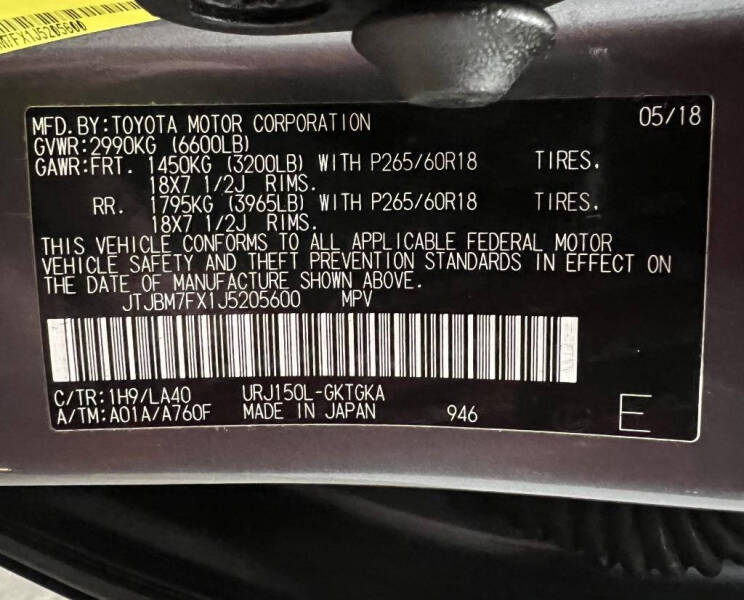 MFD.BY:TOYOTA MOTOR CORPORATION 05/18
GVWR:2990KG (6600LB)
GAWR:FRT. 1450KG (3200LB) WITH P265/60R18 TIRES.
18X7 1/2J RIMS.
RR. 1795KG (3965LB) WITH P265/60R18 TIRES.
18X7 1/2J RIMS.
THIS VEHICLE CONFORMS TO ALL APPLICABLE FEDERAL MOTOR
VEHICLE SAFETY AND THEFT PREVENTION STANDARDS IN EFFECT ON
THE DATE OF MANUFACTURE SHOWN ABOVE.
JTJBM7FX1J5205600 MPV
C/TR:1H9/LA40 URJ150L-GKTGKA
A/TM:A01A/A760F MADE IN JAPAN 946 E